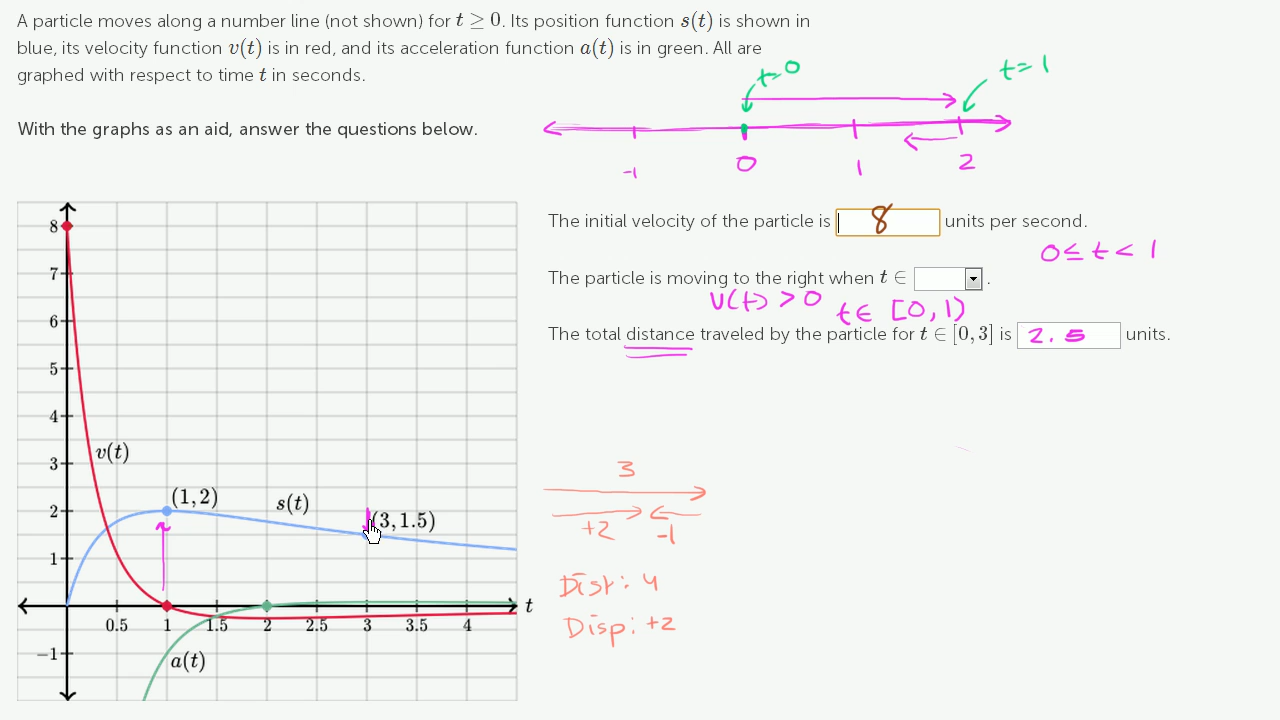 A particle moves along a number line (not shown) for t ≥ 0. Its position function s(t) is shown in
blue, its velocity function v(t) is in red, and its acceleration function a(t) is in green. All are
graphed with respect to time t in seconds.
With the graphs as an aid, answer the questions below.
t=0
t=1
-1 0 1 2
The initial velocity of the particle is 8 units per second.
0 ≤ t < 1
The particle is moving to the right when t ∈ .
v(t) > 0 t ∈ [0,1)
The total distance traveled by the particle for t ∈ [0, 3] is 2.5 units.
8
7
6
5
4
3
2
1
−1
v(t)
(1, 2)
s(t)
(3, 1.5)
t
0.5 1 1.5 2 2.5 3 3.5 4
a(t)
3
+2 -1
Dist: 4
Disp: +2